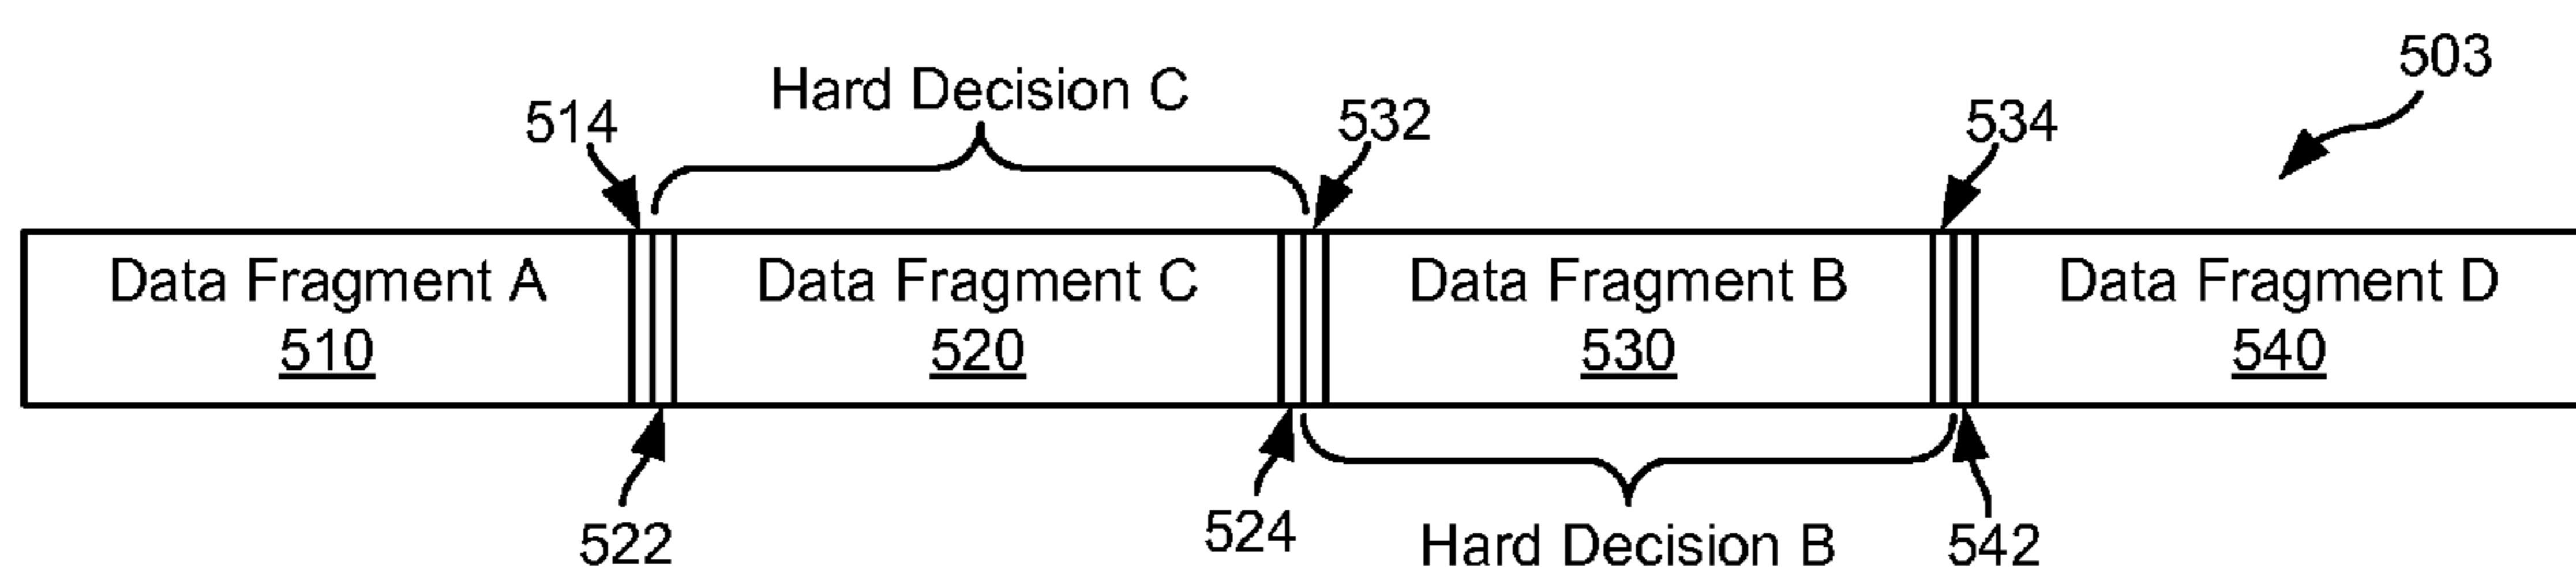 503
Hard Decision C
514
532
534
Data Fragment A
510
Data Fragment C
520
Data Fragment B
530
Data Fragment D
540
522
524
Hard Decision B
542